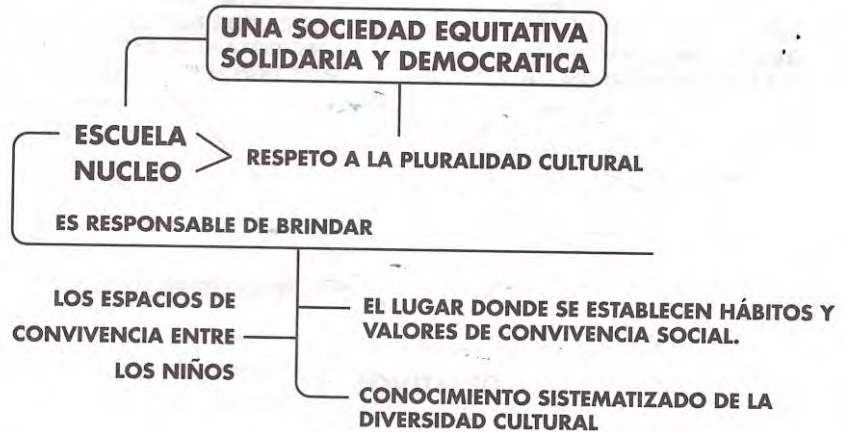 UNA SOCIEDAD EQUITATIVA
SOLIDARIA Y DEMOCRATICA
ESCUELA
NUCLEO
RESPETO A LA PLURALIDAD CULTURAL
ES RESPONSABLE DE BRINDAR
LOS ESPACIOS DE
CONVIVENCIA ENTRE
LOS NIÑOS
EL LUGAR DONDE SE ESTABLECEN HÁBITOS Y
VALORES DE CONVIVENCIA SOCIAL.
CONOCIMIENTO SISTEMATIZADO DE LA
DIVERSIDAD CULTURAL